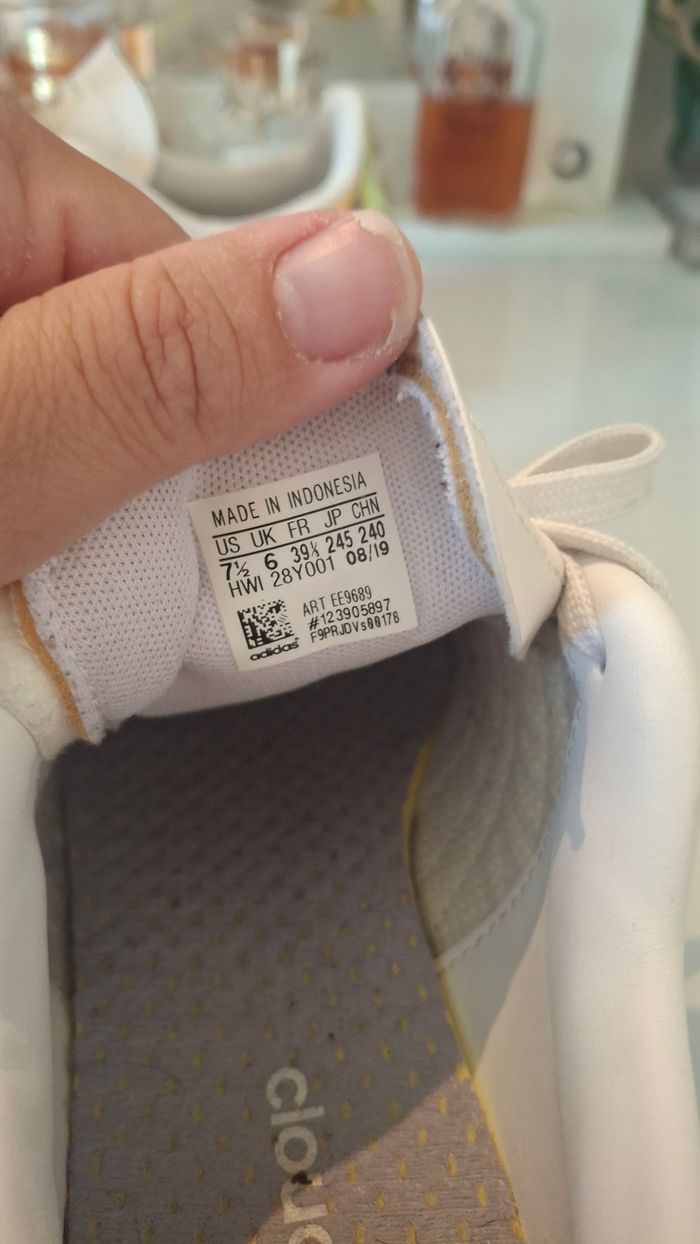 MADE IN INDONESIA
US UK FR JP CHN
7½ 6 39⅓ 245 240
HWI 28Y001 08/19
ART EE9689
#123905897
F9PRJDVs00178
adidas
clou